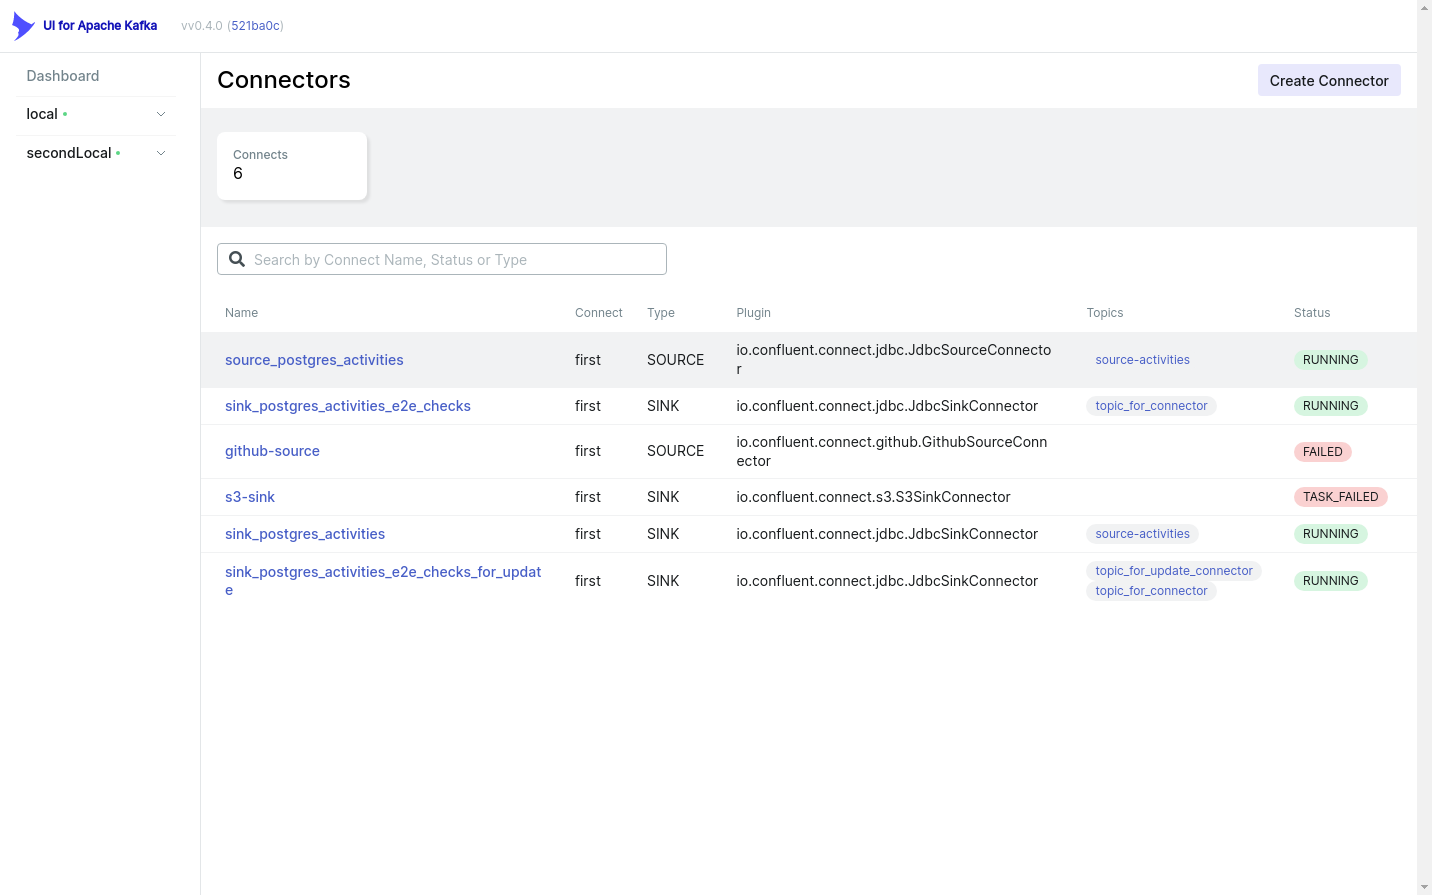 UI for Apache Kafka vv0.4.0 (521ba0c)
Dashboard
local
secondLocal
Connectors
Create Connector
Connects
6
Search by Connect Name, Status or Type
Name Connect Type Plugin Topics Status
source_postgres_activities first SOURCE io.confluent.connect.jdbc.JdbcSourceConnecto
r source-activities RUNNING
sink_postgres_activities_e2e_checks first SINK io.confluent.connect.jdbc.JdbcSinkConnector topic_for_connector RUNNING
github-source first SOURCE io.confluent.connect.github.GithubSourceConn
ector FAILED
s3-sink first SINK io.confluent.connect.s3.S3SinkConnector TASK_FAILED
sink_postgres_activities first SINK io.confluent.connect.jdbc.JdbcSinkConnector source-activities RUNNING
sink_postgres_activities_e2e_checks_for_updat
e first SINK io.confluent.connect.jdbc.JdbcSinkConnector topic_for_update_connector
topic_for_connector RUNNING